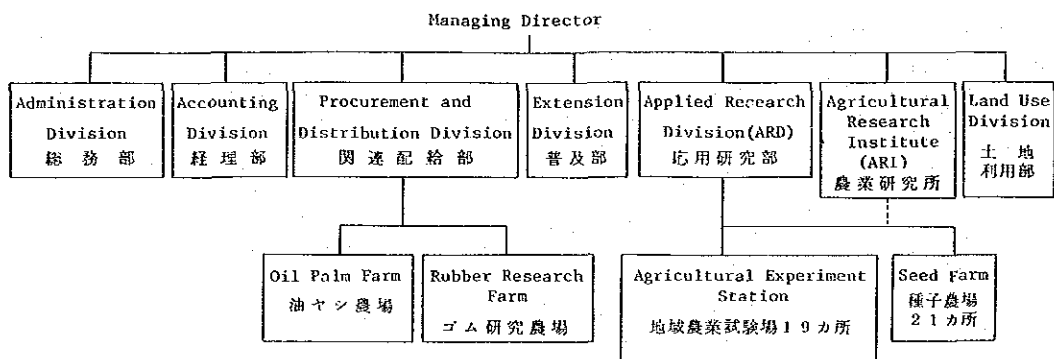 Managing Director
Administration
Division
総務部
Accounting
Division
経理部
Procurement and
Distribution Division
関連配給部
Extension
Division
普及部
Applied Research
Division(ARD)
応用研究部
Agricultural
Research
Institute
(ARI)
農業研究所
Land Use
Division
土地
利用部
Oil Palm Farm
油ヤシ農場
Rubber Research
Farm
ゴム研究農場
Agricultural Experiment
Station
地域農業試験場19カ所
Seed Farm
種子農場
21カ所